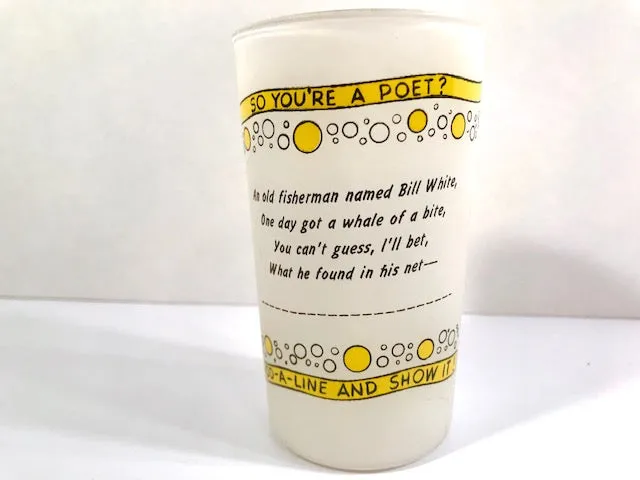 SO YOU'RE A POET?
An old fisherman named Bill White,
One day got a whale of a bite,
You can't guess, I'll bet,
What he found in his net—
-A-LINE AND SHOW IT